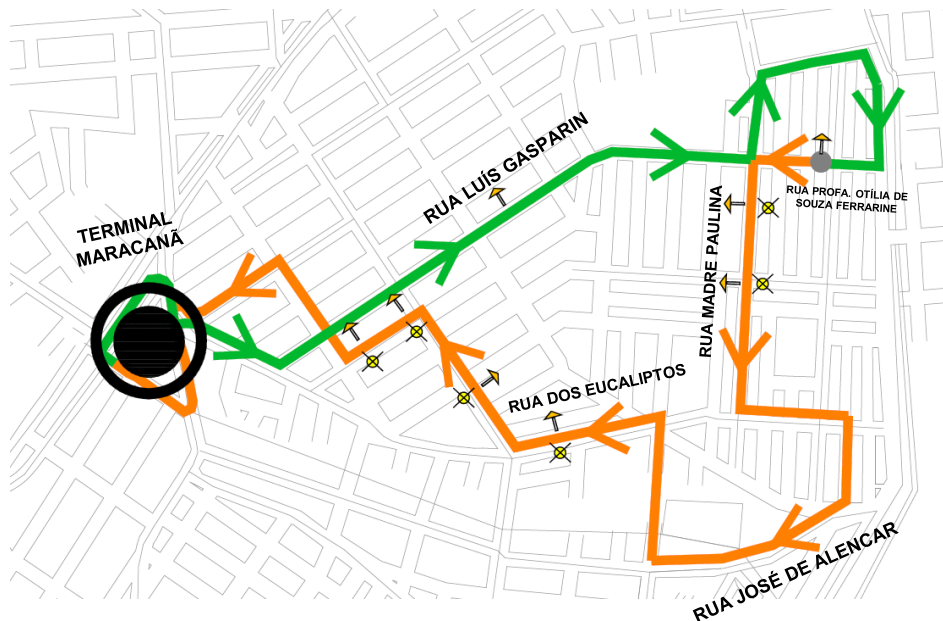 TERMINAL
MARACANÃ
RUA LUÍS GASPARIN
RUA PROFA. OTÍLIA DE
SOUZA FERRARINE
RUA MADRE PAULINA
RUA DOS EUCALIPTOS
RUA JOSÉ DE ALENCAR